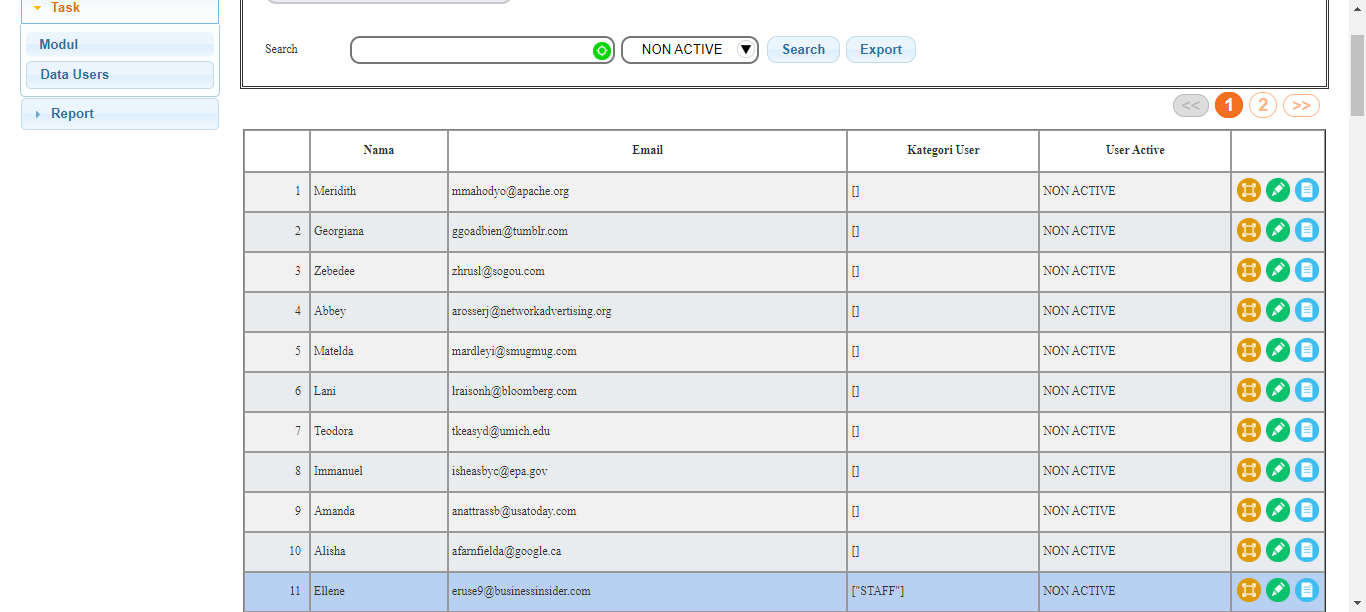 Task
Modul
Data Users
Report
Search NON ACTIVE Search Export
<< 1 2 >>
Nama Email Kategori User User Active
1 Meridith mmahodyo@apache.org [] NON ACTIVE
2 Georgiana ggoadbien@tumblr.com [] NON ACTIVE
3 Zebedee zhrusl@sogou.com [] NON ACTIVE
4 Abbey arosserj@networkadvertising.org [] NON ACTIVE
5 Matelda mardleyi@smugmug.com [] NON ACTIVE
6 Lani lraisonh@bloomberg.com [] NON ACTIVE
7 Teodora tkeasyd@umich.edu [] NON ACTIVE
8 Immanuel isheasbyc@epa.gov [] NON ACTIVE
9 Amanda anattrassb@usatoday.com [] NON ACTIVE
10 Alisha afarnfielda@google.ca [] NON ACTIVE
11 Ellene eruse9@businessinsider.com ["STAFF"] NON ACTIVE